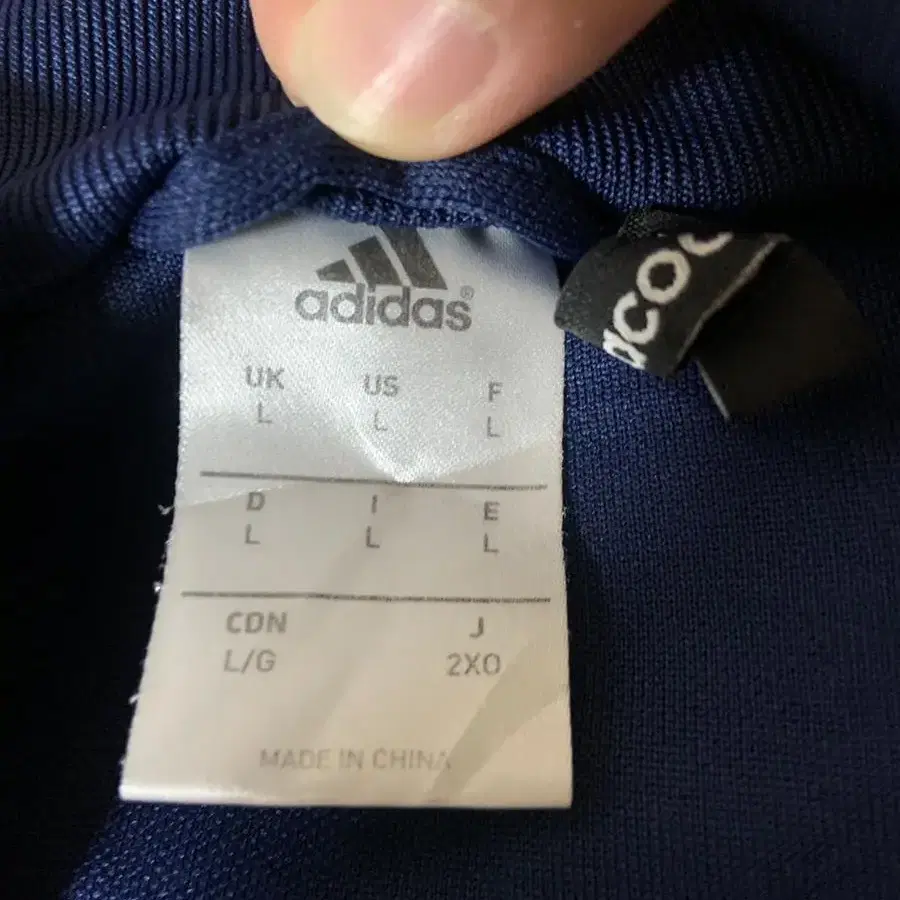 adidas®
UK US F
L L L
D I E
L L L
CDN J
L/G 2XO
MADE IN CHINA